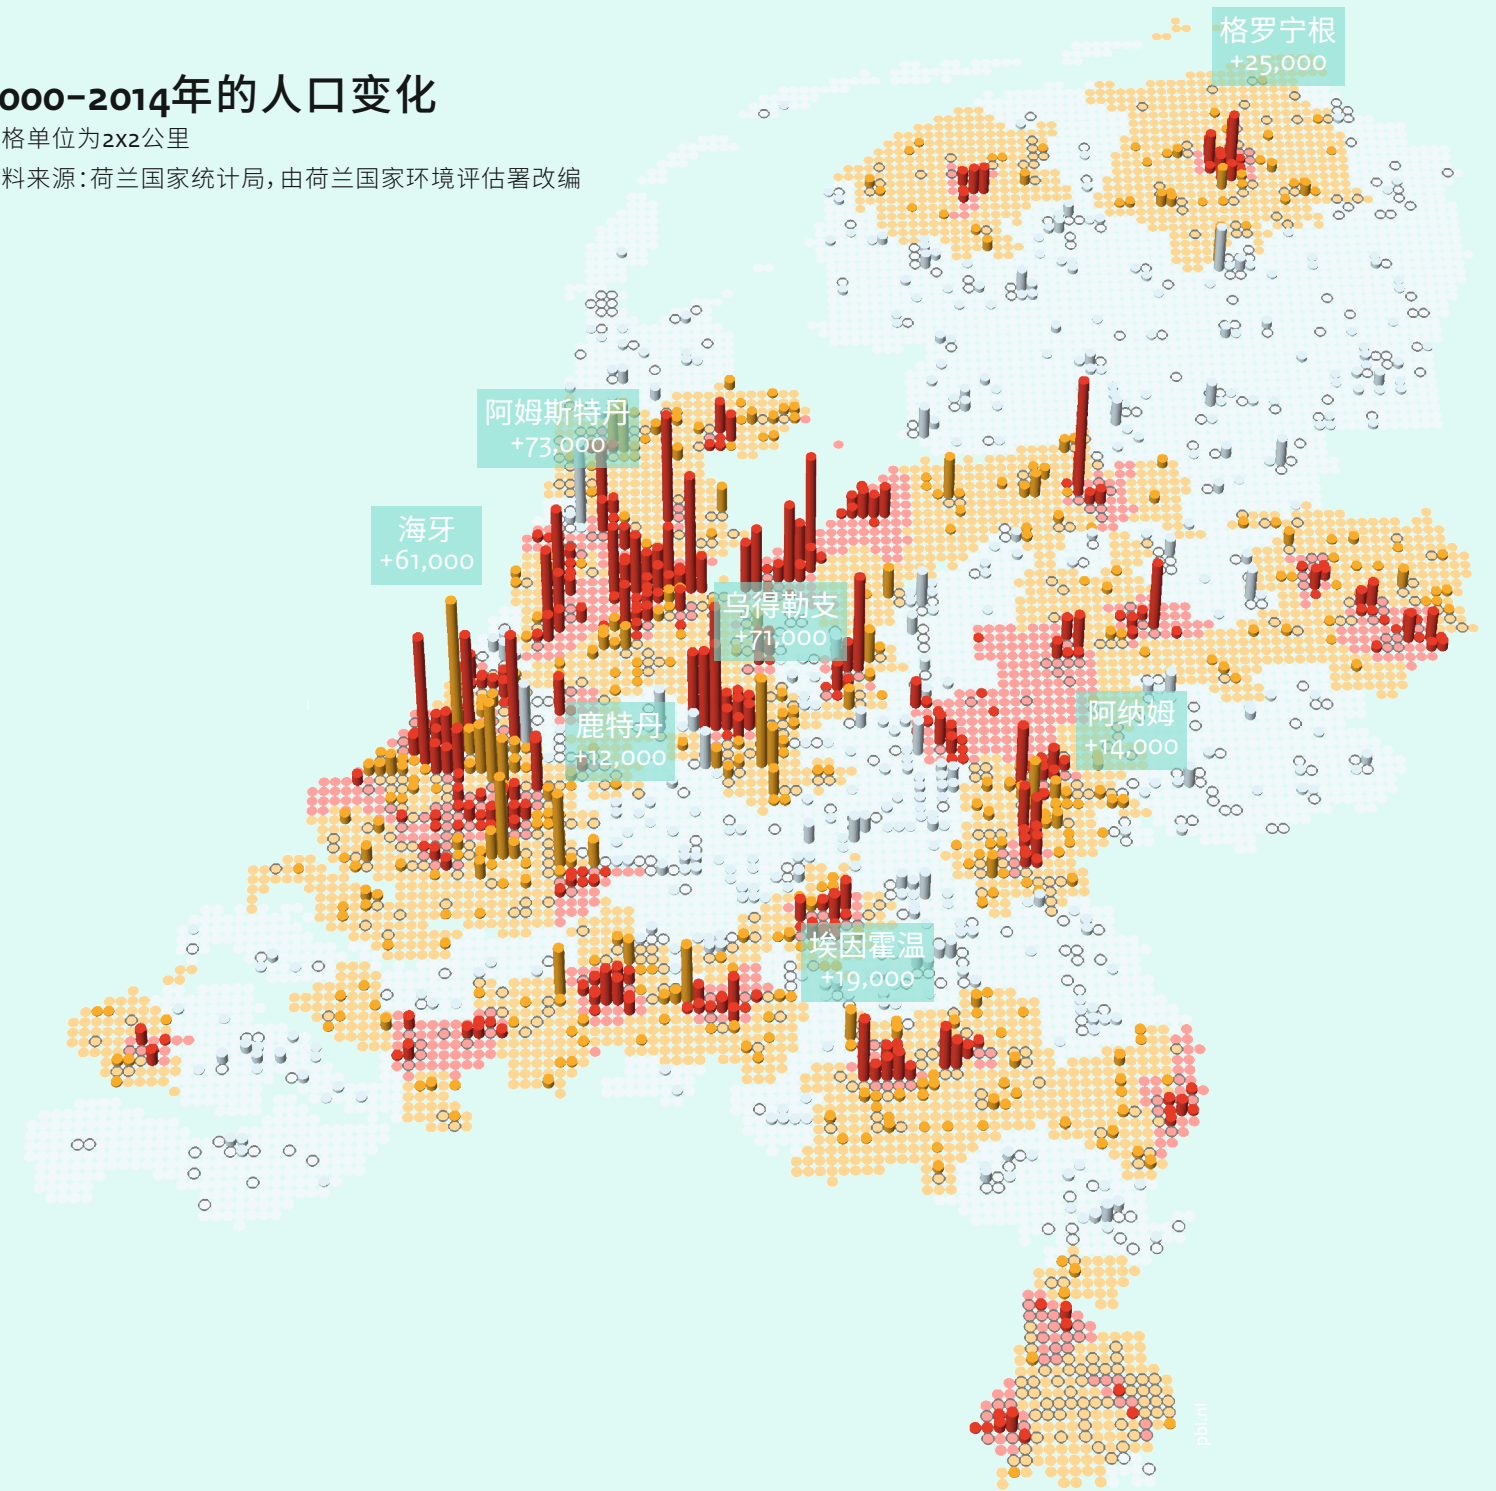 000–2014年的人口变化
格单位为2x2公里
料来源：荷兰国家统计局，由荷兰国家环境评估署改编
格罗宁根
+25,000
阿姆斯特丹
+73,000
海牙
+61,000
乌得勒支
+71,000
鹿特丹
+12,000
阿纳姆
+14,000
埃因霍温
+19,000
pbl.nl